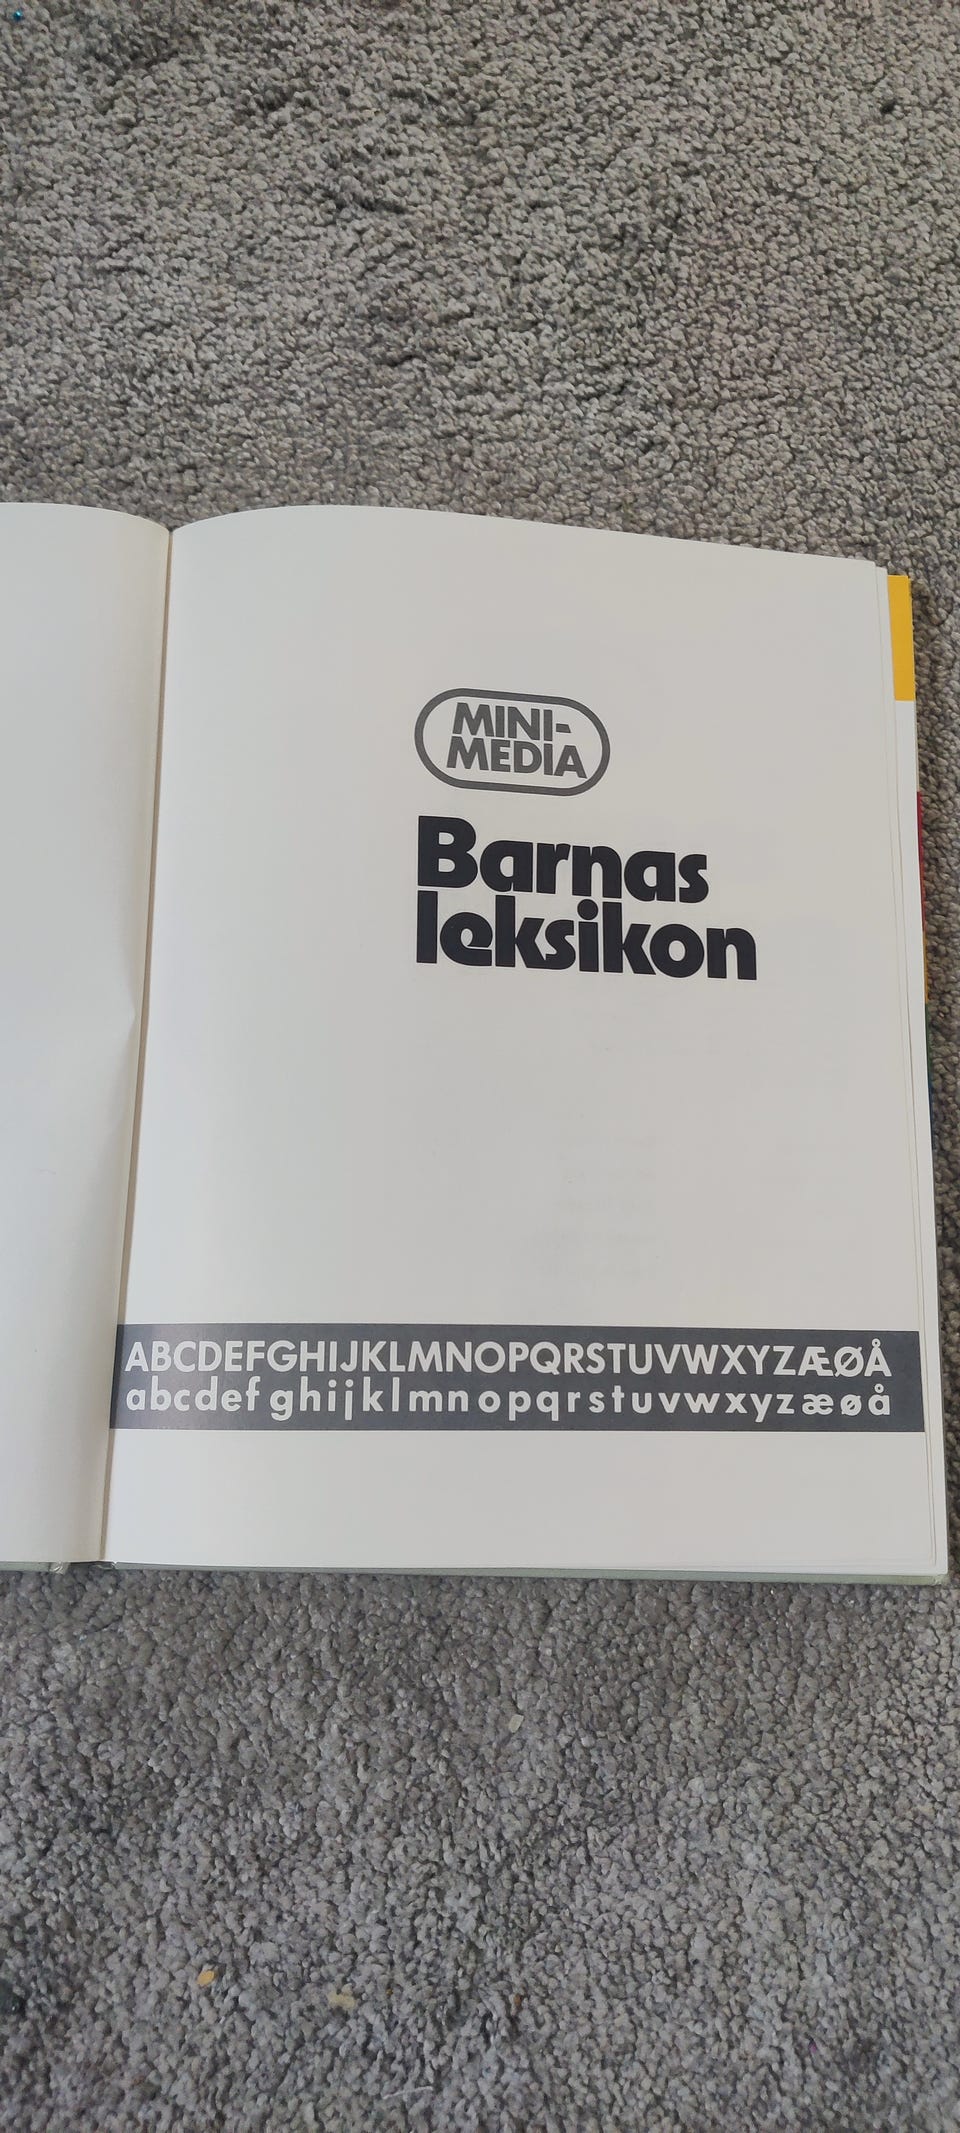 MINI-
MEDIA
Barnas
leksikon
ABCDEFGHIJKLMNOPQRSTUVWXYZÆØÅ
abcdefghijklmnopqrstuvwxyzæøå